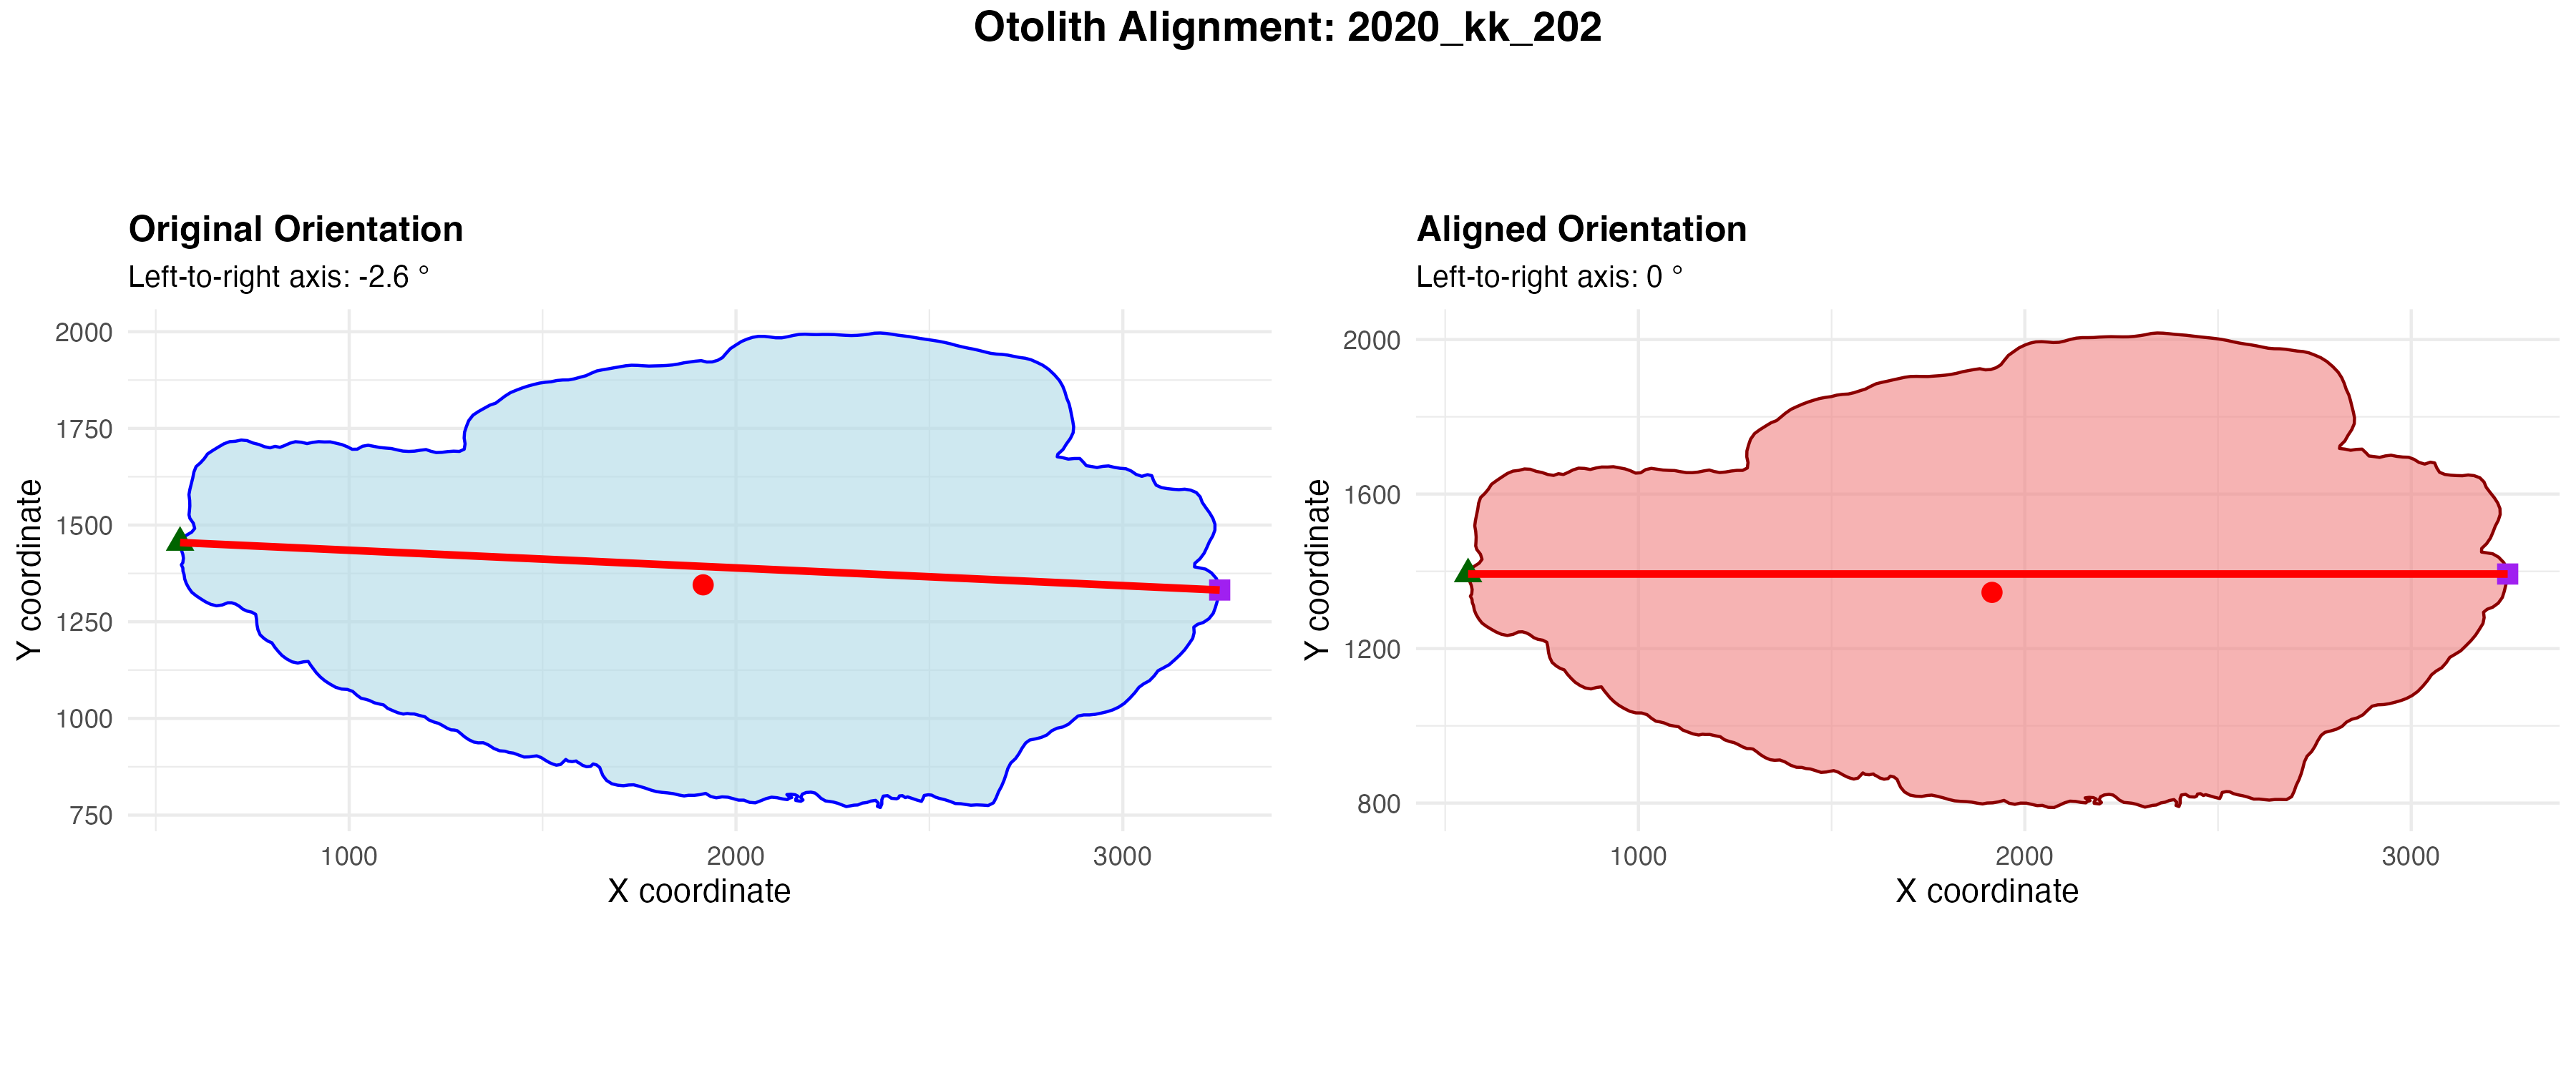 Otolith Alignment: 2020_kk_202
Original Orientation
Left-to-right axis: -2.6 °
2000
1750
1500
1250
1000
750
Y coordinate
1000 2000 3000
X coordinate
Aligned Orientation
Left-to-right axis: 0 °
2000
1600
1200
800
Y coordinate
1000 2000 3000
X coordinate